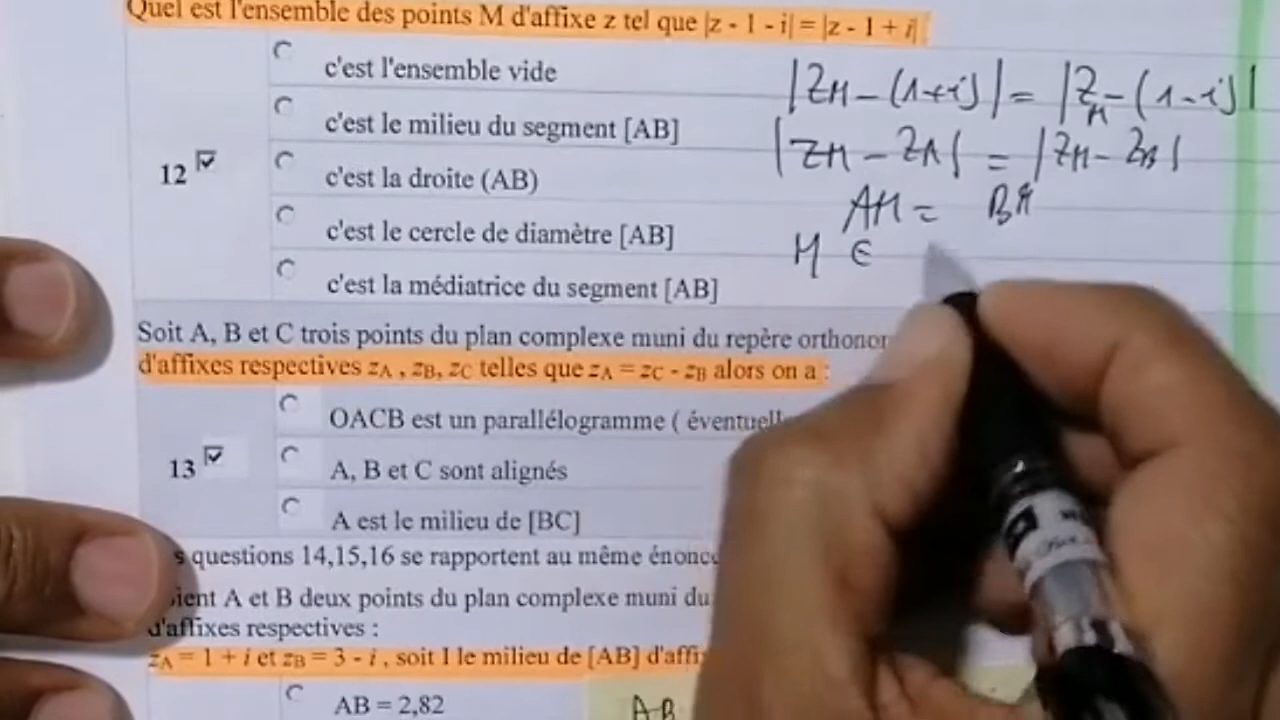 Quel est l'ensemble des points M d'affixe z tel que |z - 1 - i| = |z - 1 + i|
c'est l'ensemble vide
|ZM - (1+i)| = |ZM - (1-i)|
c'est le milieu du segment [AB]
|ZM - ZA| = |ZM - ZB|
12
c'est la droite (AB)
AM = BM
c'est le cercle de diamètre [AB]
M ∈
c'est la médiatrice du segment [AB]
Soit A, B et C trois points du plan complexe muni du repère
d'affixes respectives zA , zB, zC telles que zA = zC - zB alors on a :
OACB est un parallélogramme (
13
A, B et C sont alignés
A est le milieu de [BC]
questions 14,15,16 se rapportent au même
A et B deux points du plan complexe muni du
d'affixes respectives :
zA = 1 + i et zB = 3 - i , soit I le milieu de [AB]
AB = 2,82
AB